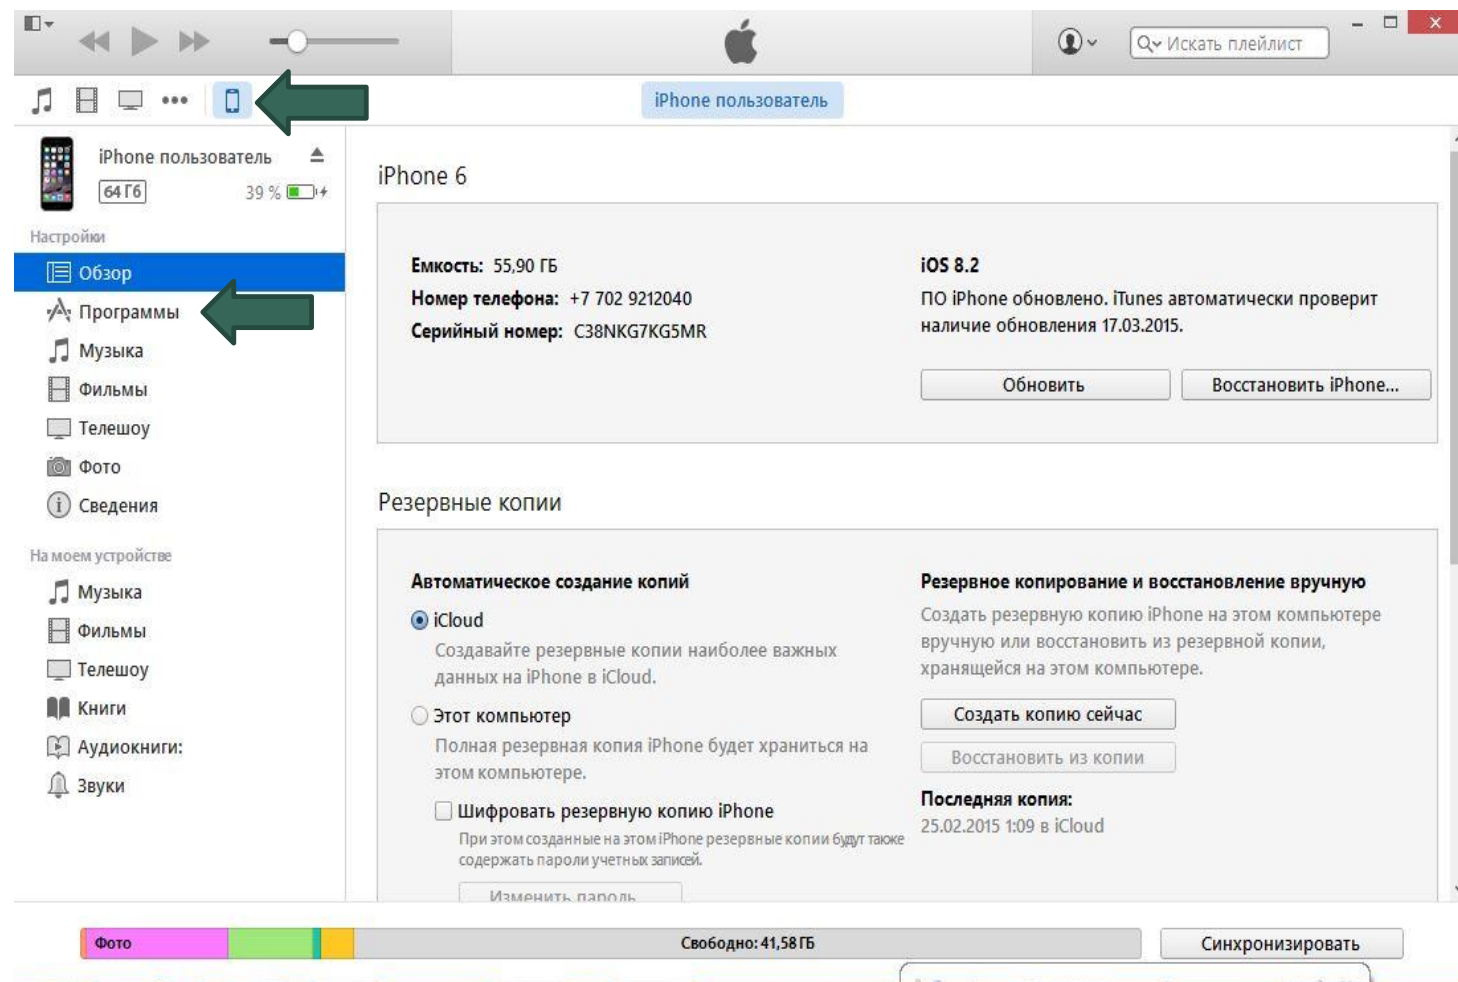 Искать плейлист
iPhone пользователь
iPhone пользователь
64 Гб
39 %
Настройки
Обзор
Программы
Музыка
Фильмы
Телешоу
Фото
Сведения
На моем устройстве
Музыка
Фильмы
Телешоу
Книги
Аудиокниги:
Звуки
iPhone 6
Емкость: 55,90 ГБ
Номер телефона: +7 702 9212040
Серийный номер: C38NKG7KG5MR
iOS 8.2
ПО iPhone обновлено. iTunes автоматически проверит
наличие обновления 17.03.2015.
Обновить
Восстановить iPhone...
Резервные копии
Автоматическое создание копий
iCloud
Создавайте резервные копии наиболее важных
данных на iPhone в iCloud.
Этот компьютер
Полная резервная копия iPhone будет храниться на
этом компьютере.
Шифровать резервную копию iPhone
При этом созданные на этом iPhone резервные копии будут также
содержать пароли учетных записей.
Изменить пароль
Резервное копирование и восстановление вручную
Создать резервную копию iPhone на этом компьютере
вручную или восстановить из резервной копии,
хранящейся на этом компьютере.
Создать копию сейчас
Восстановить из копии
Последняя копия:
25.02.2015 1:09 в iCloud
Фото
Свободно: 41,58 ГБ
Синхронизировать